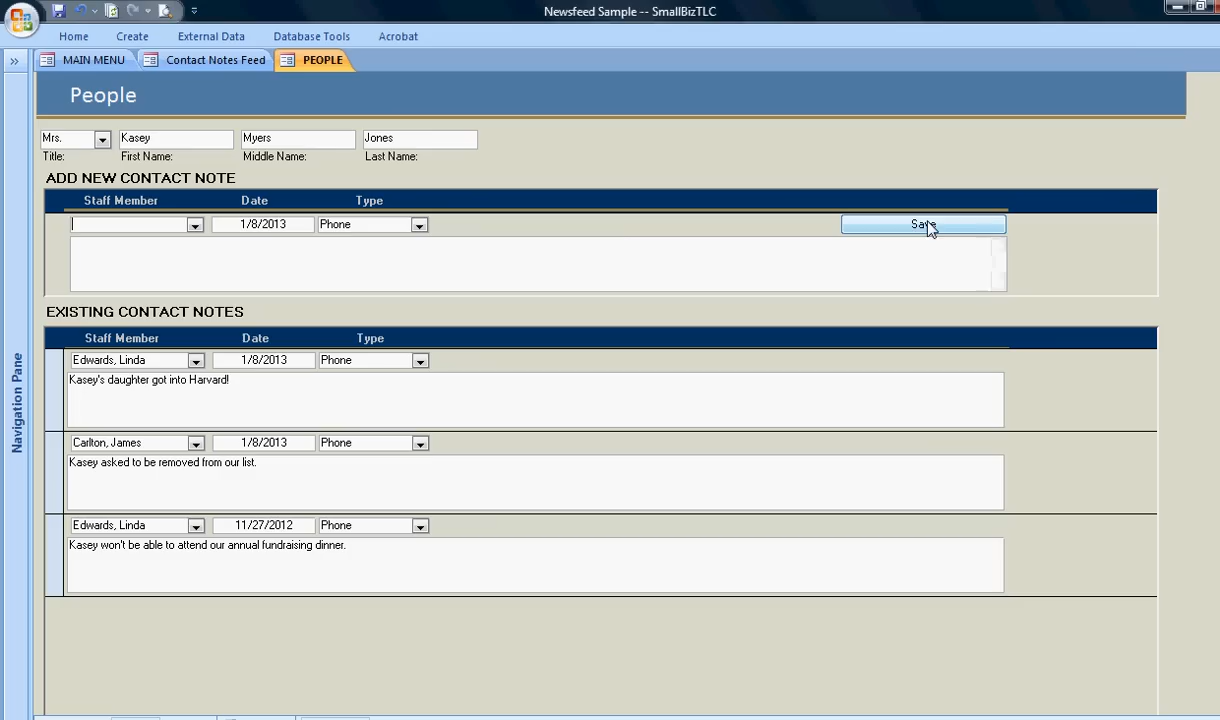 Newsfeed Sample -- SmallBizTLC
Home Create External Data Database Tools Acrobat
» MAIN MENU Contact Notes Feed PEOPLE
People
Mrs. Kasey Myers Jones
Title: First Name: Middle Name: Last Name:
ADD NEW CONTACT NOTE
Staff Member Date Type
1/8/2013 Phone Save
EXISTING CONTACT NOTES
Staff Member Date Type
Edwards, Linda 1/8/2013 Phone
Kasey's daughter got into Harvard!
Carlton, James 1/8/2013 Phone
Kasey asked to be removed from our list.
Edwards, Linda 11/27/2012 Phone
Kasey won't be able to attend our annual fundraising dinner.
Navigation Pane